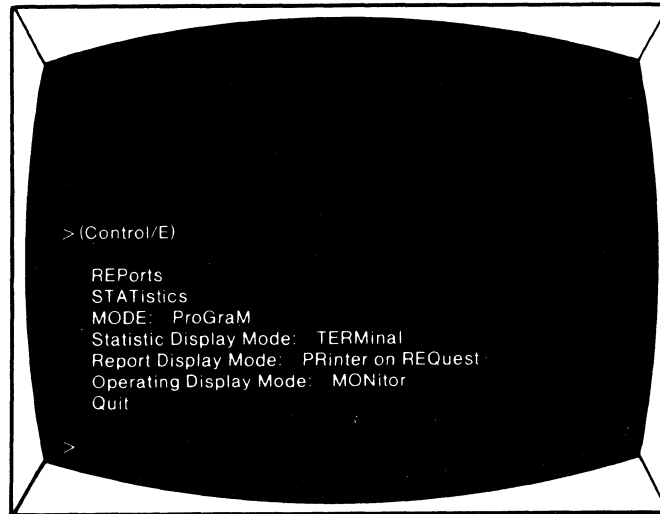 >(Control/E)
REPorts
STATistics
MODE: ProGraM
Statistic Display Mode: TERMinal
Report Display Mode: PRinter on REQuest
Operating Display Mode: MONitor
Quit
>